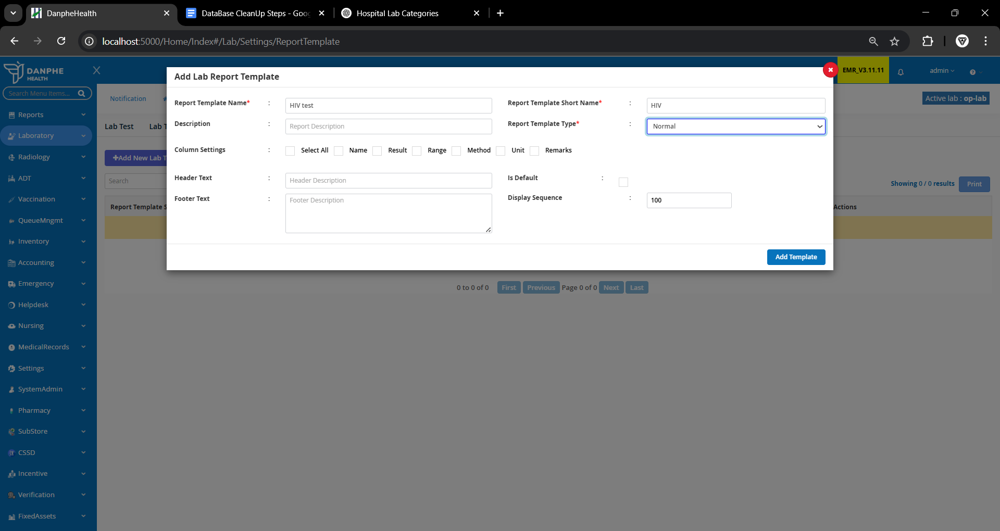 DanpheHealth
DataBase CleanUp Steps - Goo
Hospital Lab Categories
localhost:5000/Home/Index#/Lab/Settings/ReportTemplate
DANPHE
HEALTH
Search Menu Items...
Reports
Laboratory
Radiology
ADT
Vaccination
QueueMngmt
Inventory
Accounting
Emergency
Helpdesk
Nursing
MedicalRecords
Settings
SystemAdmin
Pharmacy
SubStore
CSSD
Incentive
Verification
FixedAssets
EMR_V3.11.11
admin
Notification
Active lab : op-lab
Lab Test
Lab T
+Add New Lab T
Search
Showing 0 / 0 results
Print
Report Template S
Actions
Add Lab Report Template
Report Template Name* : HIV test
Report Template Short Name* : HIV
Description : Report Description
Report Template Type* : Normal
Column Settings : Select All Name Result Range Method Unit Remarks
Header Text : Header Description
Is Default :
Footer Text : Footer Description
Display Sequence : 100
Add Template
0 to 0 of 0 First Previous Page 0 of 0 Next Last